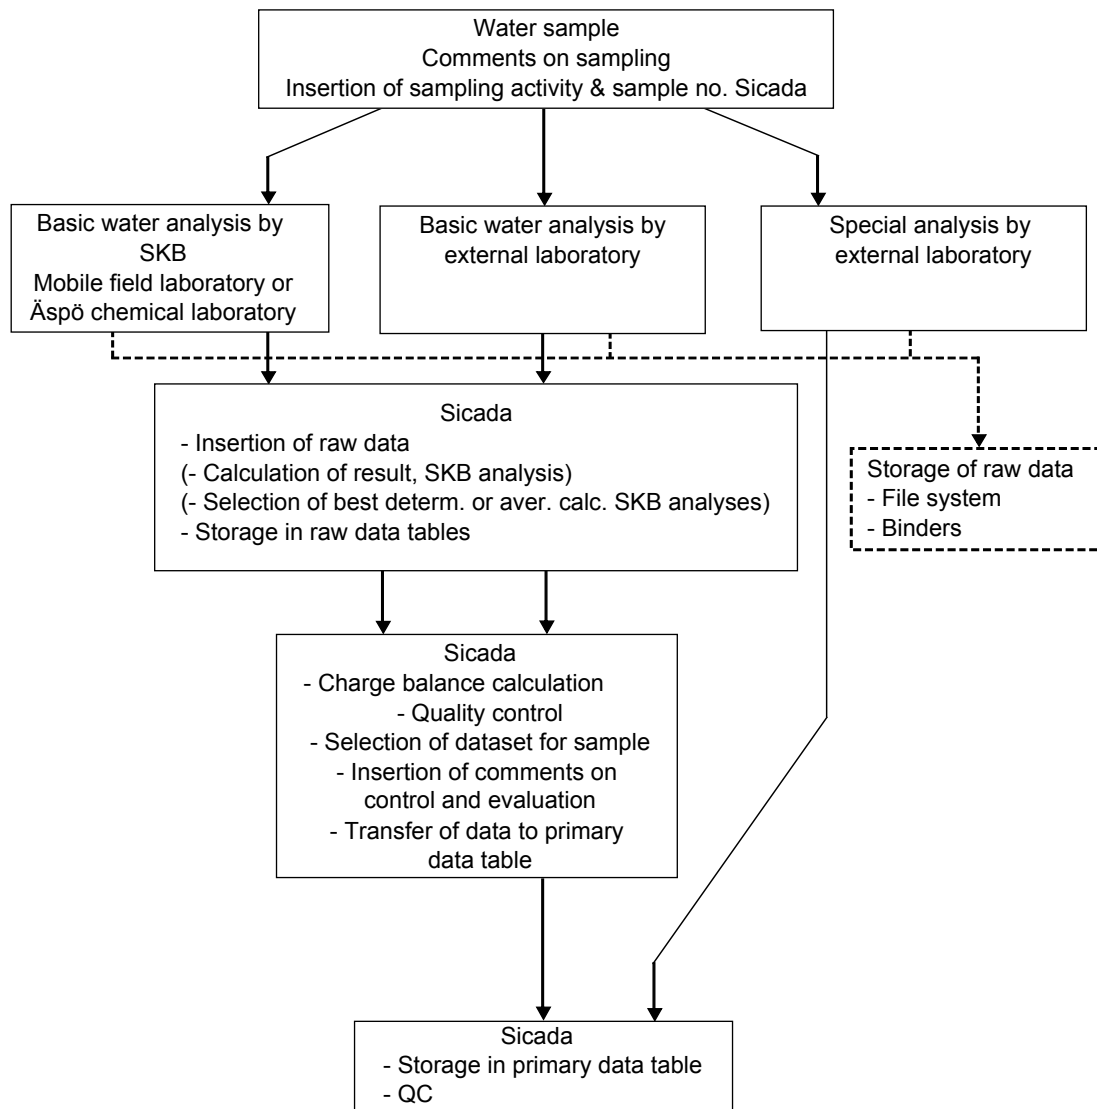 Water sample
Comments on sampling
Insertion of sampling activity & sample no. Sicada
Basic water analysis by
SKB
Mobile field laboratory or
Äspö chemical laboratory
Basic water analysis by
external laboratory
Special analysis by
external laboratory
Sicada
- Insertion of raw data
(- Calculation of result, SKB analysis)
(- Selection of best determ. or aver. calc. SKB analyses)
- Storage in raw data tables
Storage of raw data
- File system
- Binders
Sicada
- Charge balance calculation
- Quality control
- Selection of dataset for sample
- Insertion of comments on
control and evaluation
- Transfer of data to primary
data table
Sicada
- Storage in primary data table
- QC